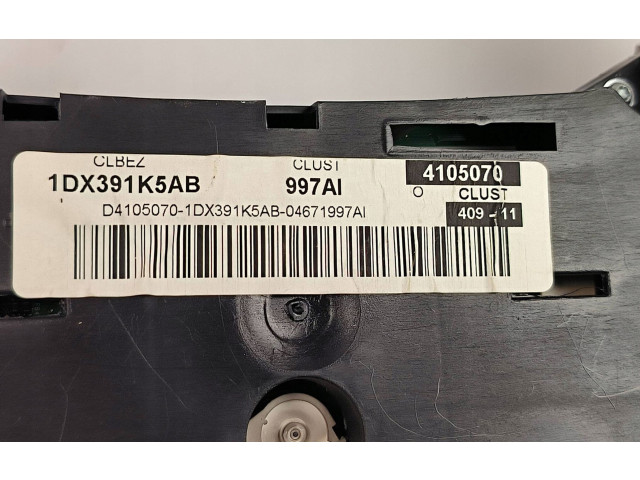 CLBEZ CLUST 4105070
1DX391K5AB 997AI O CLUST
D4105070-1DX391K5AB-04671997AI 409 - 11